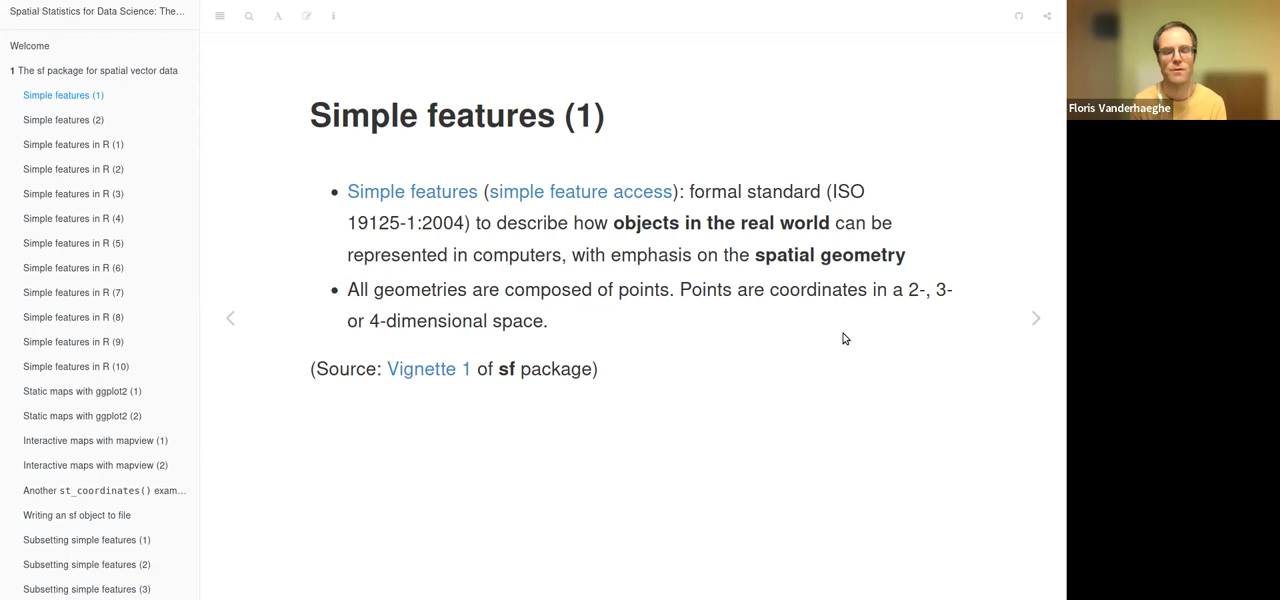 Spatial Statistics for Data Science: The…
Welcome
1 The sf package for spatial vector data
Simple features (1)
Simple features (2)
Simple features in R (1)
Simple features in R (2)
Simple features in R (3)
Simple features in R (4)
Simple features in R (5)
Simple features in R (6)
Simple features in R (7)
Simple features in R (8)
Simple features in R (9)
Simple features in R (10)
Static maps with ggplot2 (1)
Static maps with ggplot2 (2)
Interactive maps with mapview (1)
Interactive maps with mapview (2)
Another st_coordinates() exam…
Writing an sf object to file
Subsetting simple features (1)
Subsetting simple features (2)
Subsetting simple features (3)
A
i
Simple features (1)
• Simple features (simple feature access): formal standard (ISO
19125-1:2004) to describe how objects in the real world can be
represented in computers, with emphasis on the spatial geometry
• All geometries are composed of points. Points are coordinates in a 2-, 3-
or 4-dimensional space.
(Source: Vignette 1 of sf package)
Floris Vanderhaeghe